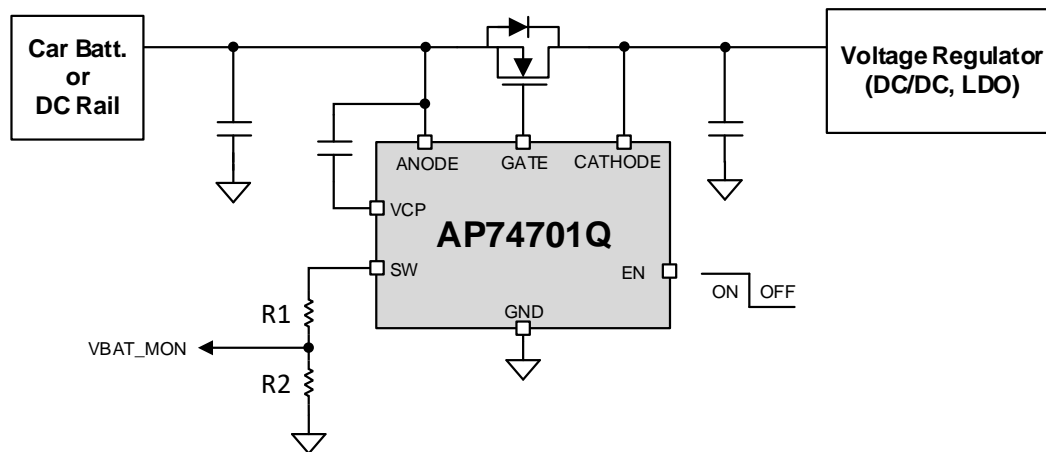 Car Batt.
or
DC Rail
Voltage Regulator
(DC/DC, LDO)
ANODE
GATE
CATHODE
VCP
AP74701Q
SW
EN
ON
OFF
R1
GND
VBAT_MON
R2